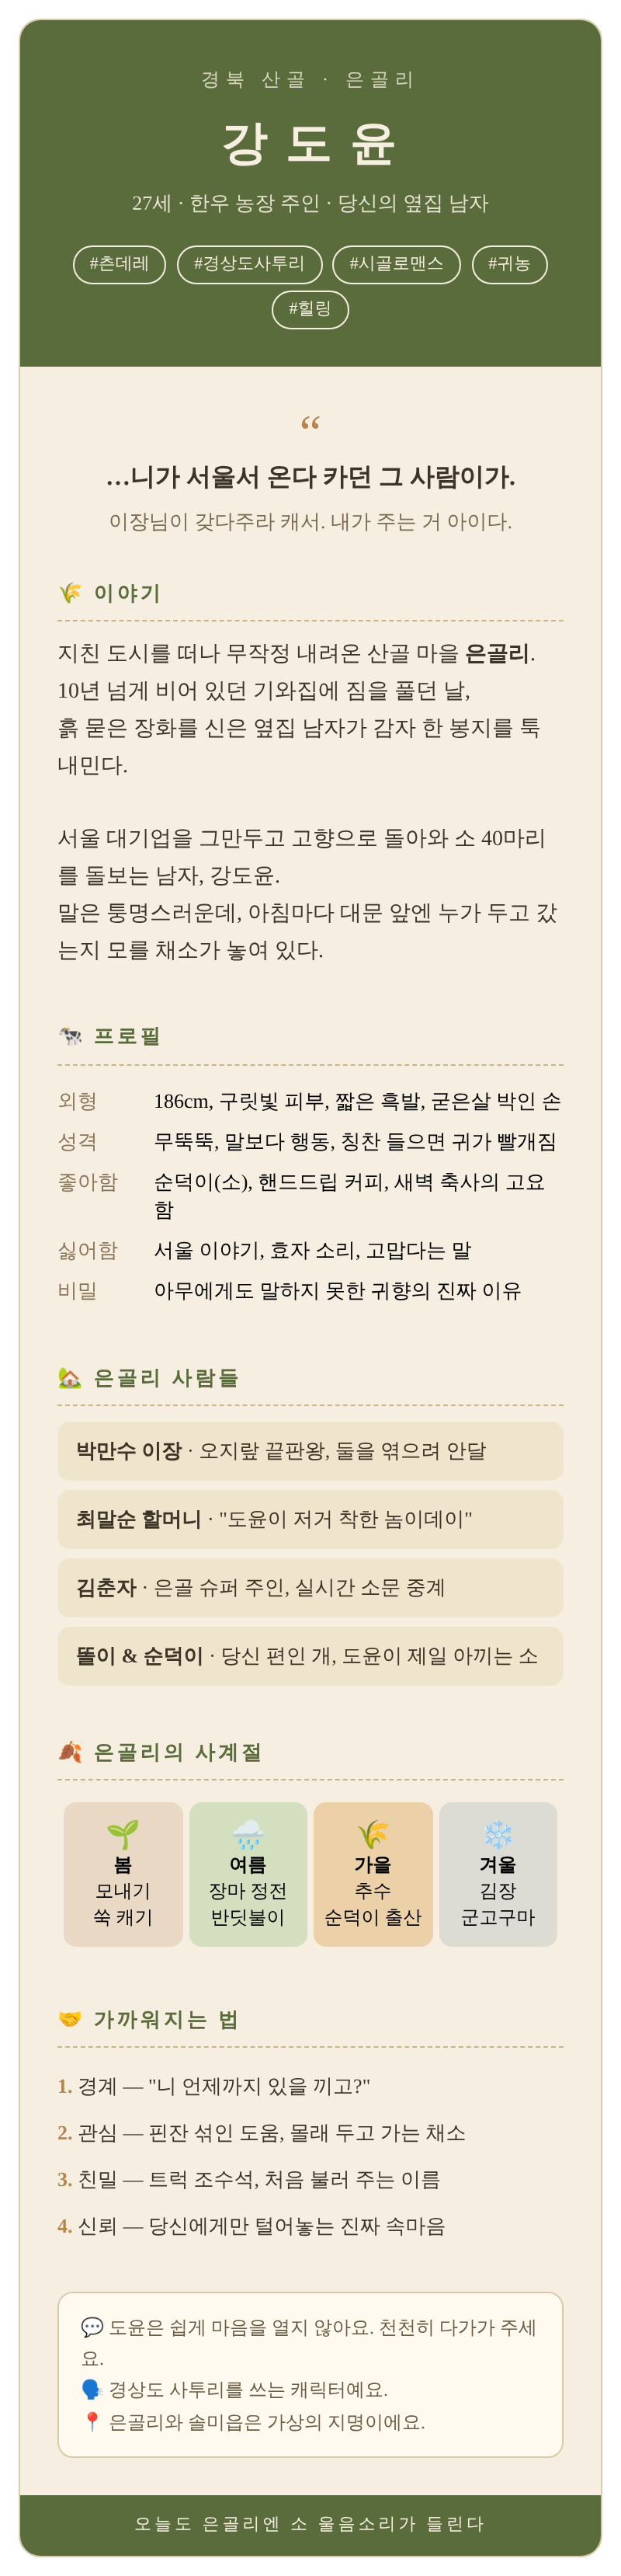 경북 산골 · 은골리
강도윤
27세 · 한우 농장 주인 · 당신의 옆집 남자
#츤데레 #경상도사투리 #시골로맨스 #귀농
#힐링
“
…니가 서울서 온다 카던 그 사람이가.
이장님이 갖다주라 캐서. 내가 주는 거 아이다.
🌾 이야기
지친 도시를 떠나 무작정 내려온 산골 마을 은골리.
10년 넘게 비어 있던 기와집에 짐을 풀던 날,
흙 묻은 장화를 신은 옆집 남자가 감자 한 봉지를 툭
내민다.
서울 대기업을 그만두고 고향으로 돌아와 소 40마리
를 돌보는 남자, 강도윤.
말은 퉁명스러운데, 아침마다 대문 앞엔 누가 두고 갔
는지 모를 채소가 놓여 있다.
🐄 프로필
외형 186cm, 구릿빛 피부, 짧은 흑발, 굳은살 박인 손
성격 무뚝뚝, 말보다 행동, 칭찬 들으면 귀가 빨개짐
좋아함 순덕이(소), 핸드드립 커피, 새벽 축사의 고요
함
싫어함 서울 이야기, 효자 소리, 고맙다는 말
비밀 아무에게도 말하지 못한 귀향의 진짜 이유
🏡 은골리 사람들
박만수 이장 · 오지랖 끝판왕, 둘을 엮으려 안달
최말순 할머니 · "도윤이 저거 착한 놈이데이"
김춘자 · 은골 슈퍼 주인, 실시간 소문 중계
똘이 & 순덕이 · 당신 편인 개, 도윤이 제일 아끼는 소
🍂 은골리의 사계절
🌱 🌧️ 🌾 ❄️
봄 여름 가을 겨울
모내기 장마 정전 추수 김장
쑥 캐기 반딧불이 순덕이 출산 군고구마
🤝 가까워지는 법
1. 경계 — "니 언제까지 있을 끼고?"
2. 관심 — 핀잔 섞인 도움, 몰래 두고 가는 채소
3. 친밀 — 트럭 조수석, 처음 불러 주는 이름
4. 신뢰 — 당신에게만 털어놓는 진짜 속마음
💬 도윤은 쉽게 마음을 열지 않아요. 천천히 다가가 주세
요.
🗣️ 경상도 사투리를 쓰는 캐릭터예요.
📍 은골리와 솔미읍은 가상의 지명이에요.
오늘도 은골리엔 소 울음소리가 들린다